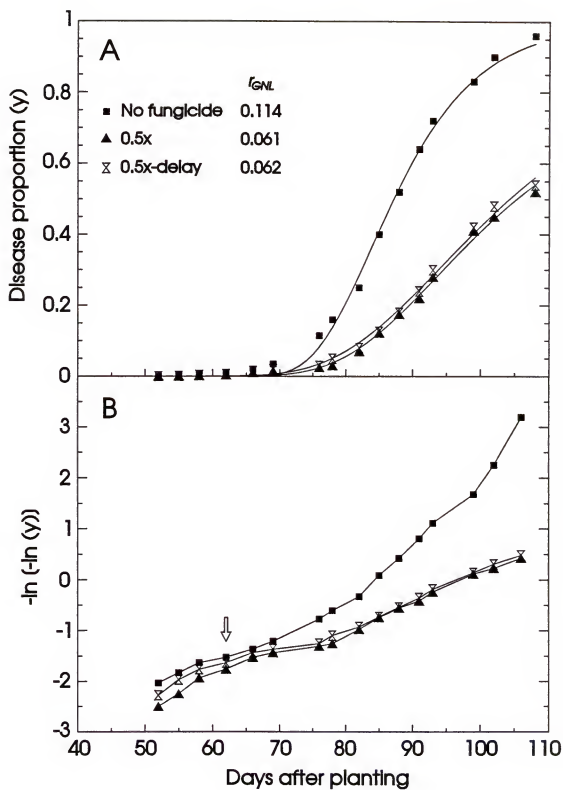 A
r GNL
No fungicide 0.114
0.5x 0.061
0.5x-delay 0.062
Disease proportion (y)
1
0.8
0.6
0.4
0.2
0
B
-ln (-ln (y)]
3
2
1
0
-1
-2
-3
40 50 60 70 80 90 100 110
Days after planting